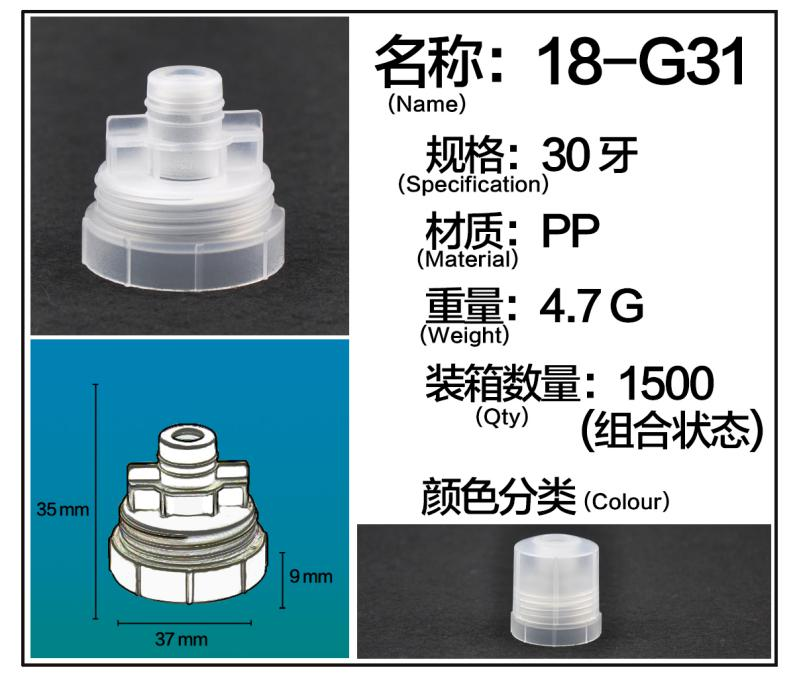 名称：18-G31
(Name)
规格：30牙
(Specification)
材质：PP
(Material)
重量：4.7G
(Weight)
装箱数量：1500
(Qty)
(组合状态)
颜色分类 (Colour)
35mm
9mm
37mm